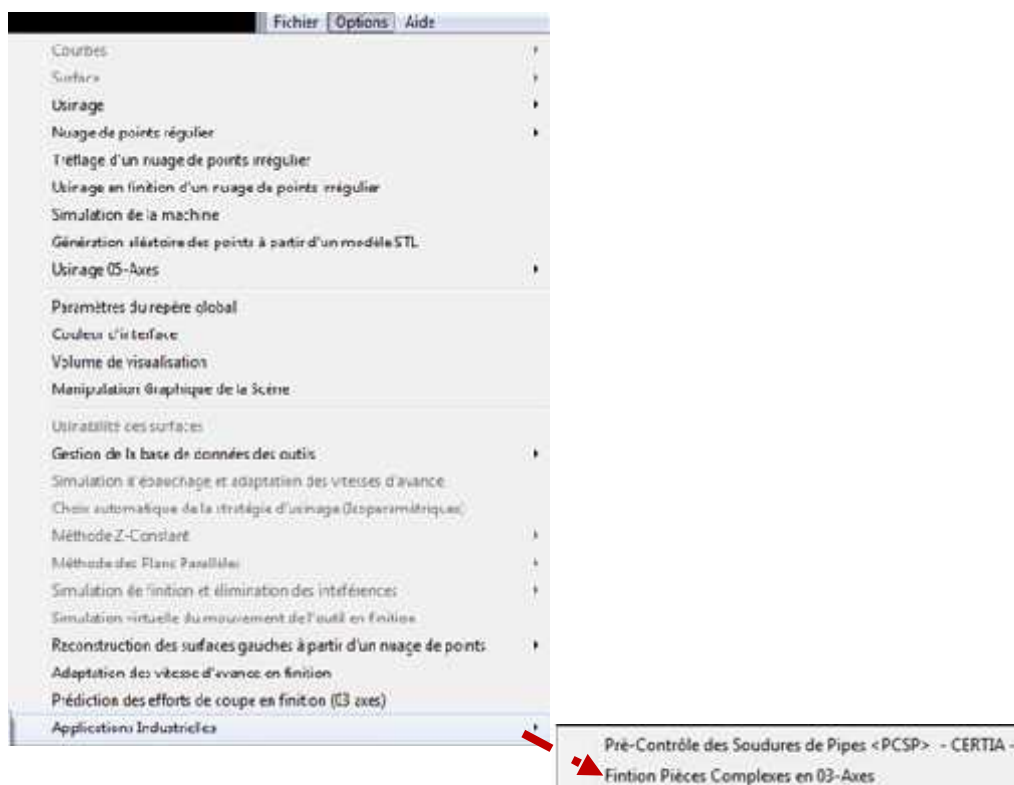 Fichier Options Aide
Courbes
Surface
Usinage
Nuage de points régulier
Tréflage d'un nuage de points irrégulier
Usinage en finition d'un nuage de points irrégulier
Simulation de la machine
Génération aléatoire des points à partir d'un modèle STL
Usinage 05-Axes
Paramètres du repère global
Couleur d'interface
Volume de visualisation
Manipulation Graphique de la Scène
Usinabilité des surfaces
Gestion de la base de données des outils
Simulation d'ébauchage et adaptation des vitesses d'avance
Choix automatique de la stratégie d'usinage (Isoparamétriques)
Méthode Z-Constant
Méthode des Plans Parallèles
Simulation de finition et élimination des intéférences
Simulation virtuelle du mouvement de l'outil en finition
Reconstruction des surfaces gauches à partir d'un nuage de points
Adaptation des vitesse d'avance en finition
Prédiction des efforts de coupe en finition (03 axes)
Applications Industrielles
Pré-Contrôle des Soudures de Pipes <PCSP> - CERTIA -
Fintion Pièces Complexes en 03-Axes